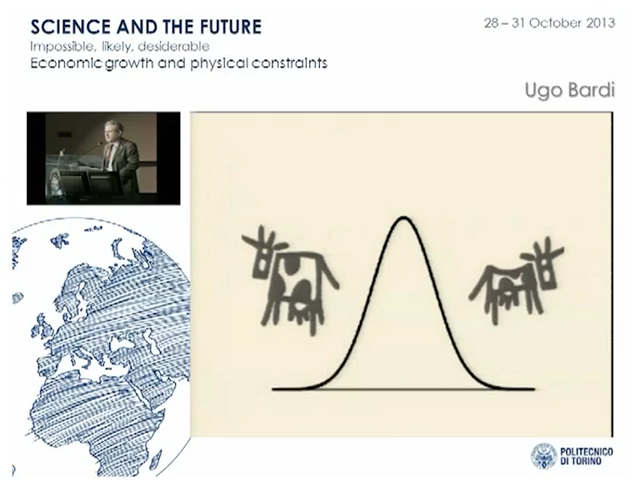 SCIENCE AND THE FUTURE
28 – 31 October 2013
Impossible, likely, desiderable
Economic growth and physical constraints
Ugo Bardi
POLITECNICO
DI TORINO